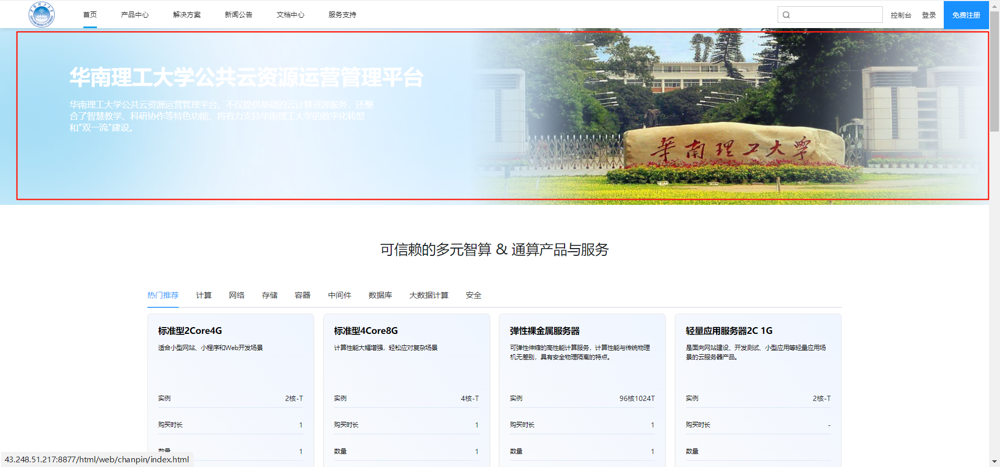 首页 产品中心 解决方案 新闻公告 文档中心 服务支持 控制台 登录 免费注册
华南理工大学公共云资源运营管理平台
华南理工大学公共云资源运营管理平台，不仅提供基础的云计算资源服务，还整
合了智慧教学、科研协作等特色功能，将有力支持华南理工大学的数字化转型
和"双一流"建设。
華南理工大學
可信赖的多元智算 & 通算产品与服务
热门推荐 计算 网络 存储 容器 中间件 数据库 大数据计算 安全
标准型2Core4G
适合小型网站、小程序和Web开发场景
实例 2核-T
购买时长 1
数量 1
标准型4Core8G
计算性能大幅增强，轻松应对复杂场景
实例 4核-T
购买时长 1
数量 1
弹性裸金属服务器
可弹性伸缩的高性能计算服务，计算性能与传统物理
机无差别，具有安全物理隔离的特点。
实例 96核1024T
购买时长 1
数量 1
轻量应用服务器2C 1G
是面向网站建设、开发测试、小型应用等轻量应用场
景的云服务器产品。
实例 2核-T
购买时长 -
数量
43.248.51.217:8877/html/web/chanpin/index.html